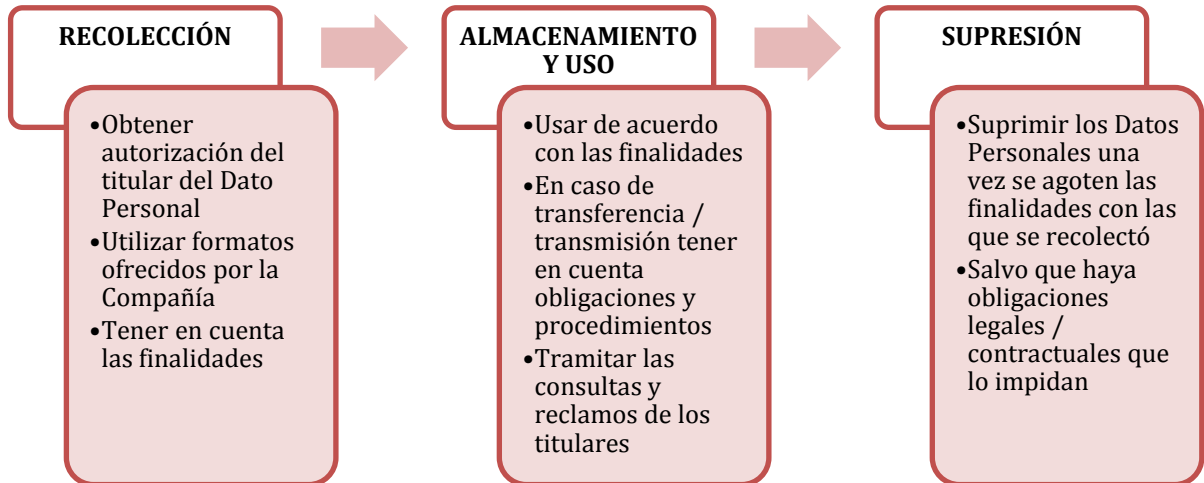 RECOLECCIÓN
•Obtener
autorización del
titular del Dato
Personal
•Utilizar formatos
ofrecidos por la
Compañía
•Tener en cuenta
las finalidades
ALMACENAMIENTO
Y USO
•Usar de acuerdo
con las finalidades
•En caso de
transferencia /
transmisión tener
en cuenta
obligaciones y
procedimientos
•Tramitar las
consultas y
reclamos de los
titulares
SUPRESIÓN
•Suprimir los Datos
Personales una
vez se agoten las
finalidades con las
que se recolectó
•Salvo que haya
obligaciones
legales /
contractuales que
lo impidan